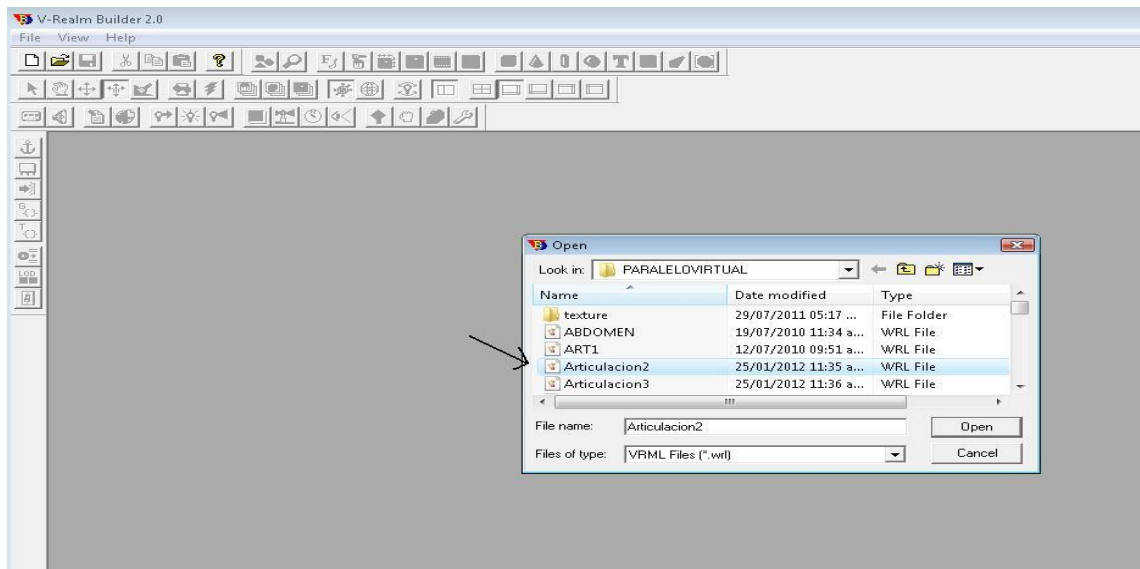 V-Realm Builder 2.0
File View Help
Open
Look in: PARALELOVIRTUAL
Name Date modified Type
texture 29/07/2011 05:17 ... File Folder
ABDOMEN 19/07/2010 11:34 a... WRL File
ART1 12/07/2010 09:51 a... WRL File
Articulacion2 25/01/2012 11:35 a... WRL File
Articulacion3 25/01/2012 11:36 a... WRL File
File name: Articulacion2 Open
Files of type: VRML Files (*.wrl) Cancel